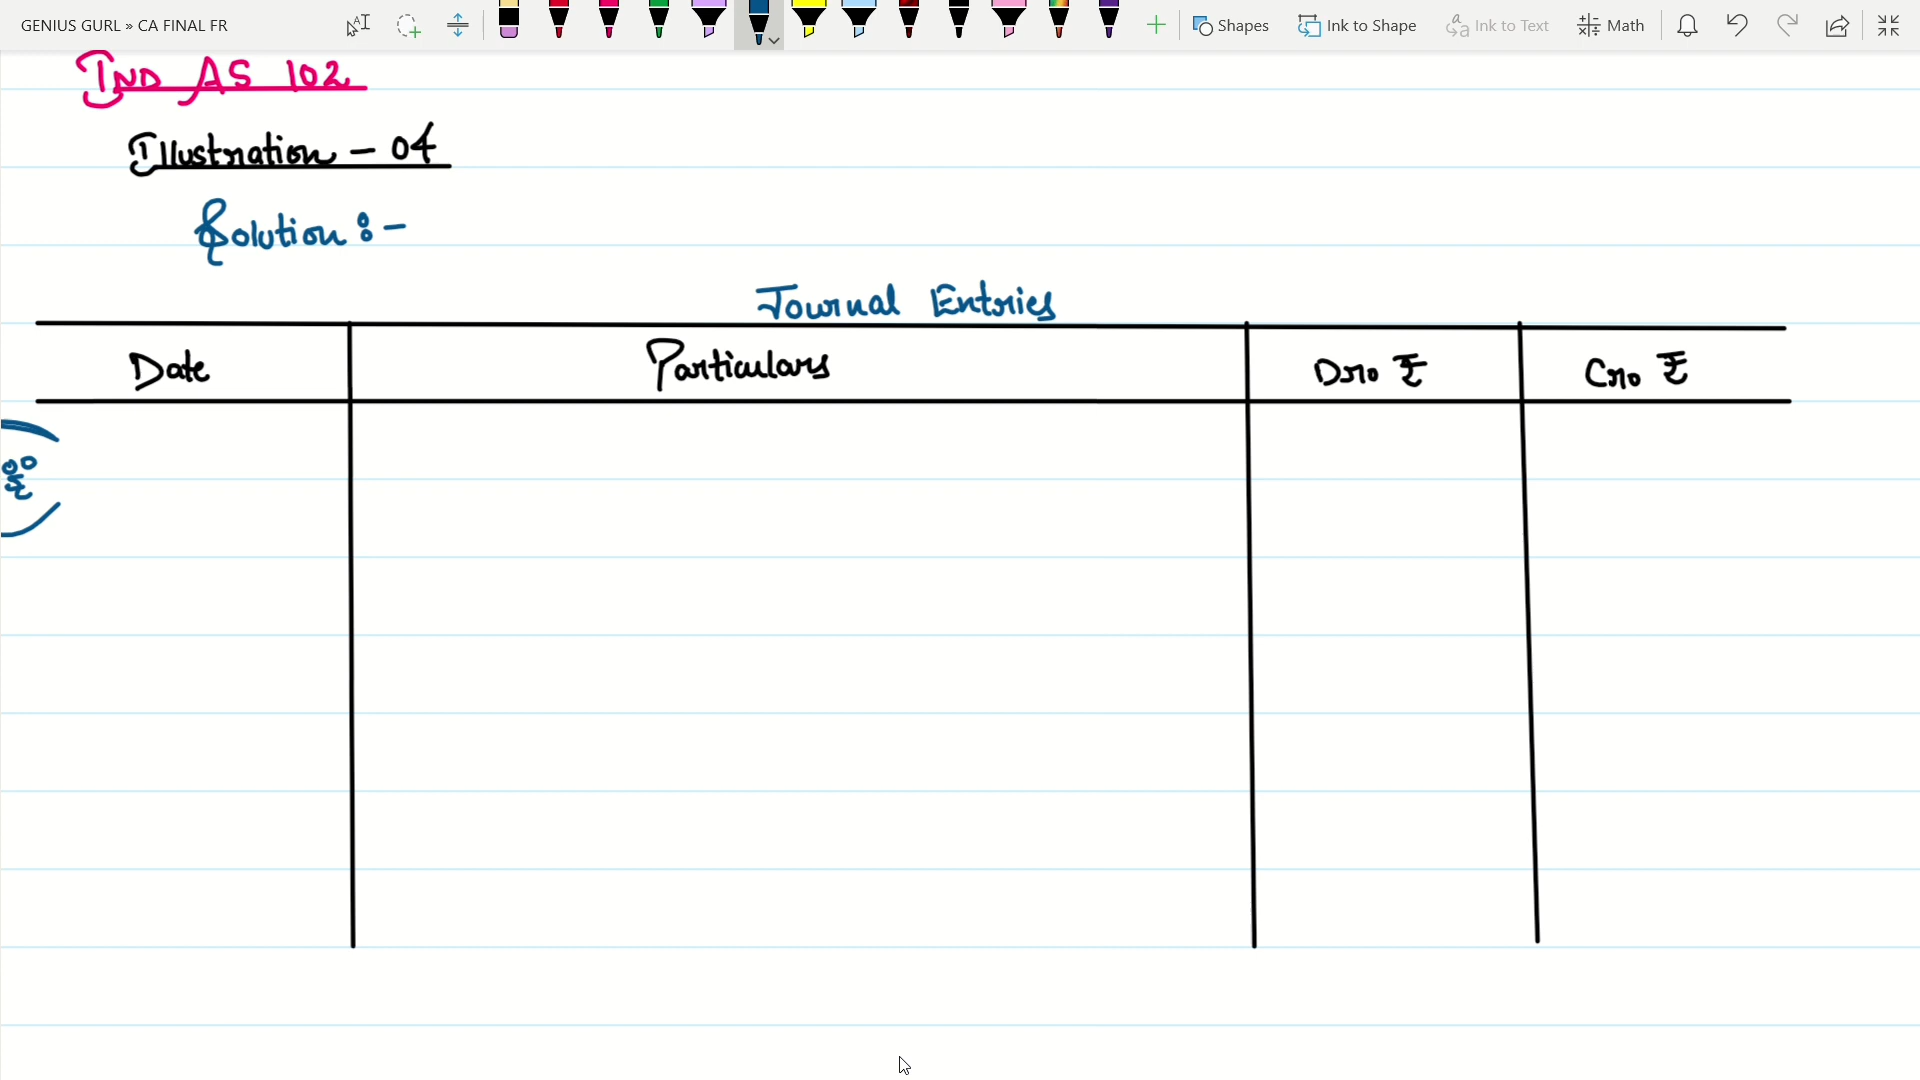 GENIUS GURL » CA FINAL FR
Shapes
Ink to Shape
Ink to Text
Math
IND AS 102
Illustration - 04
Solution :-
Journal Entries
Date Particulars Dr. ₹ Cr. ₹